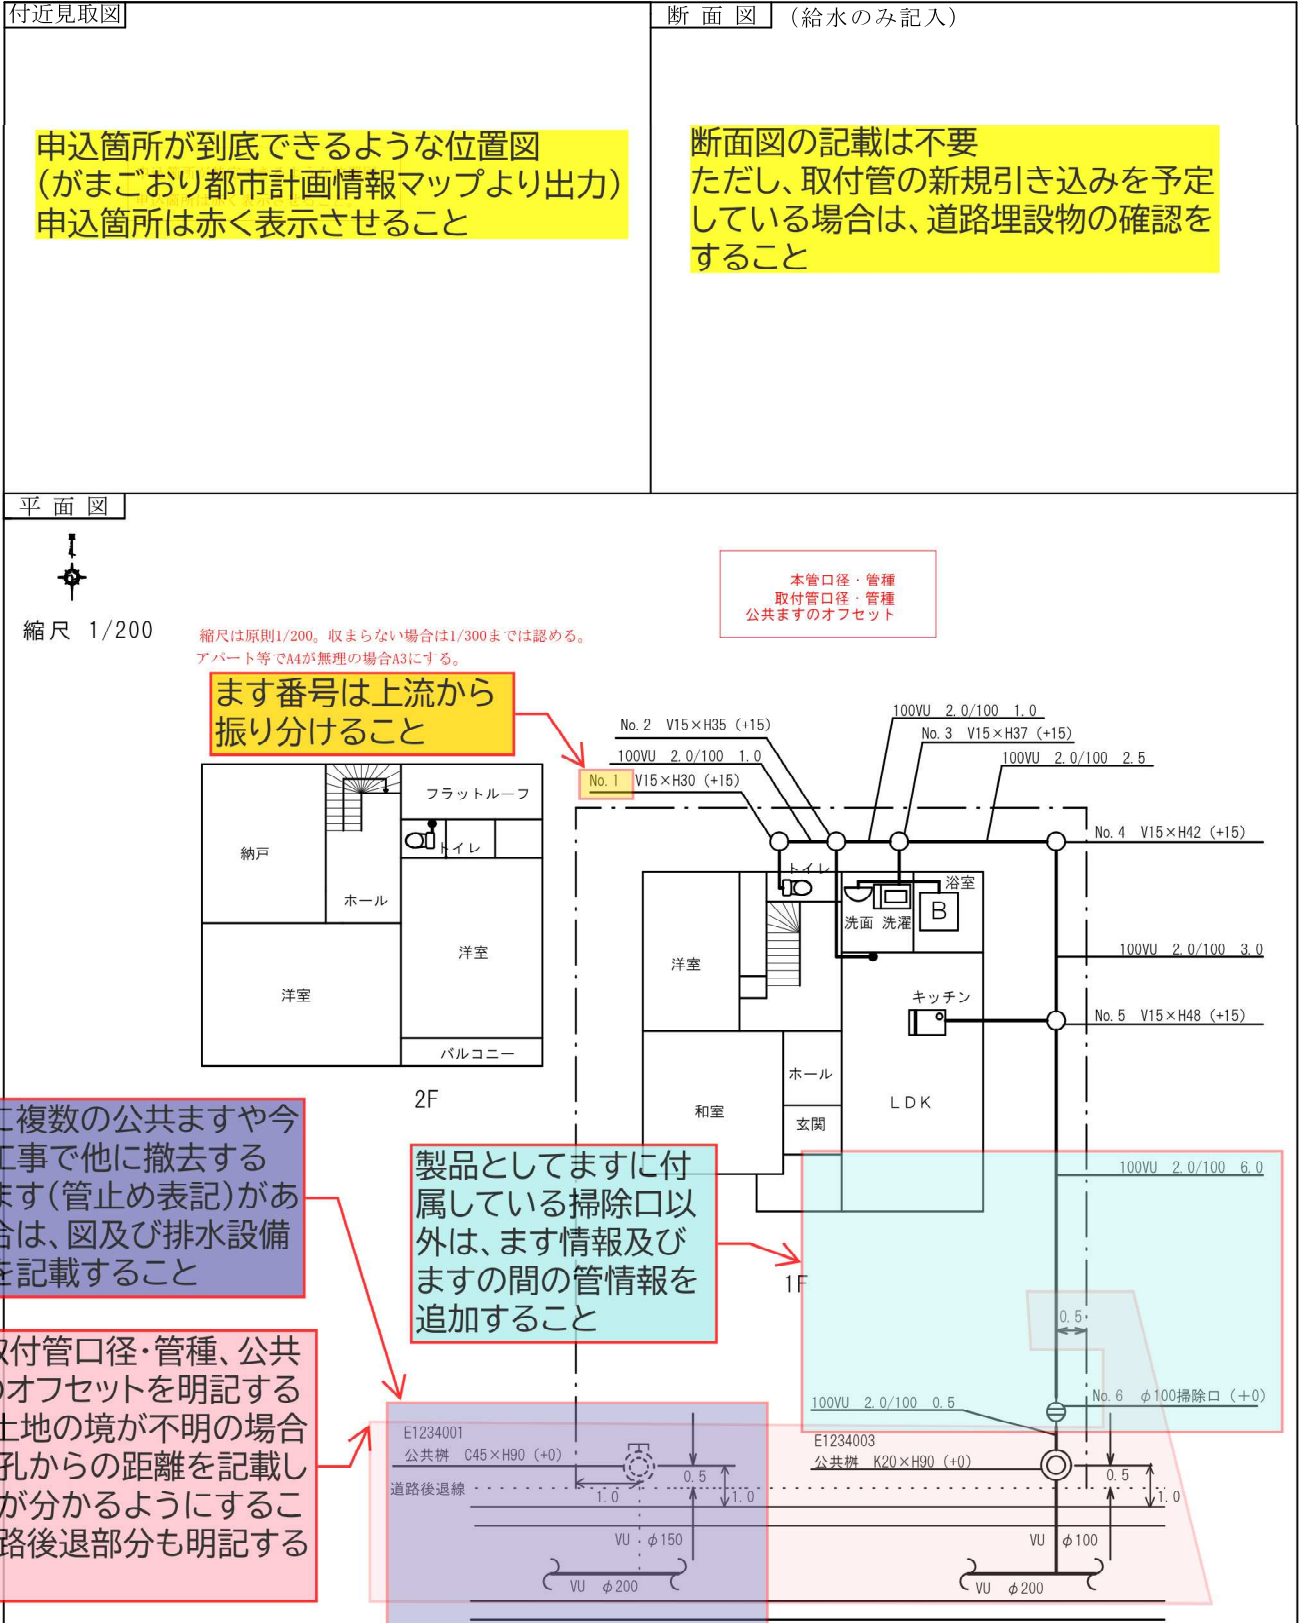 付近見取図
断面図 (給水のみ記入)
申込箇所が到底できるような位置図
(がまごおり都市計画情報マップより出力)
申込箇所は赤く表示させること
断面図の記載は不要
ただし、取付管の新規引き込みを予定
している場合は、道路埋設物の確認を
すること
平面図
縮尺 1/200
本管口径・管種
取付管口径・管種
公共ますのオフセット
縮尺は原則1/200。収まらない場合は1/300までは認める。
アパート等でA4が無理の場合A3にする。
ます番号は上流から
振り分けること
No.2 V15×H35 (+15)
100VU 2.0/100 1.0
No.1 V15×H30 (+15)
100VU 2.0/100 1.0
No.3 V15×H37 (+15)
100VU 2.0/100 2.5
No.4 V15×H42 (+15)
100VU 2.0/100 3.0
No.5 V15×H48 (+15)
100VU 2.0/100 6.0
フラットルーフ
トイレ
納戸
ホール
洋室
洋室
バルコニー
2F
トイレ
浴室
B
洗面 洗濯
洋室
キッチン
ホール
和室
玄関
LDK
1F
に複数の公共ますや今
工事で他に撤去する
ます(管止め表記)があ
合は、図及び排水設備
を記載すること
製品としてますに付
属している掃除口以
外は、ます情報及び
ますの間の管情報を
追加すること
取付管口径・管種、公共
のオフセットを明記する
土地の境が不明の場合
孔からの距離を記載し
が分かるようにするこ
路後退部分も明記する
0.5
100VU 2.0/100 0.5
No.6 φ100掃除口 (+0)
E1234001
公共桝 C45×H90 (+0)
道路後退線
1.0
0.5
1.0
VU φ150
VU φ200
E1234003
公共桝 K20×H90 (+0)
0.5
1.0
VU φ100
VU φ200